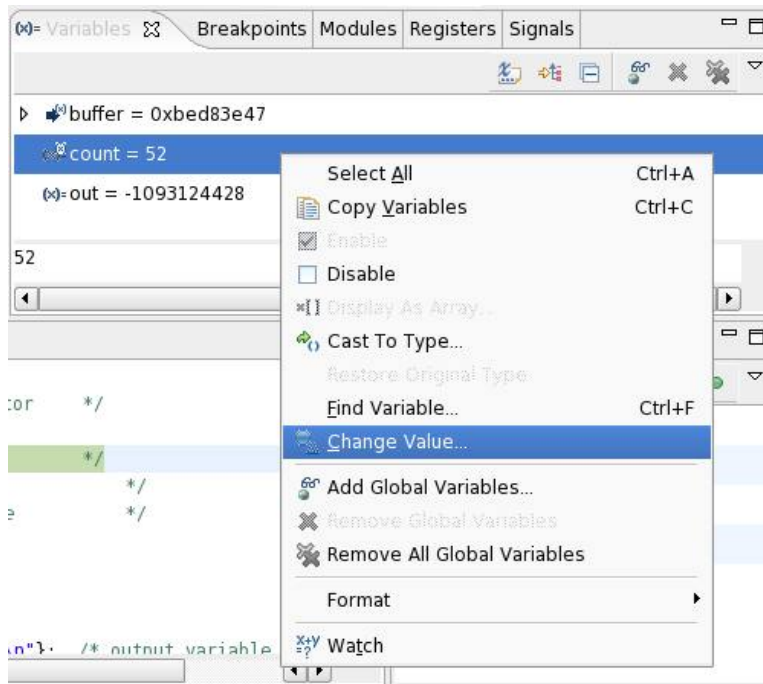 (x)= Variables Breakpoints Modules Registers Signals
buffer = 0xbed83e47
count = 52
(x)= out = -1093124428
52
Select All Ctrl+A
Copy Variables Ctrl+C
Enable
Disable
Display As Array...
Cast To Type...
Restore Original Type
Find Variable... Ctrl+F
Change Value...
Add Global Variables...
Remove Global Variables
Remove All Global Variables
Format
Watch
tor */
*/
*/
e */
\n"}; /* output variable